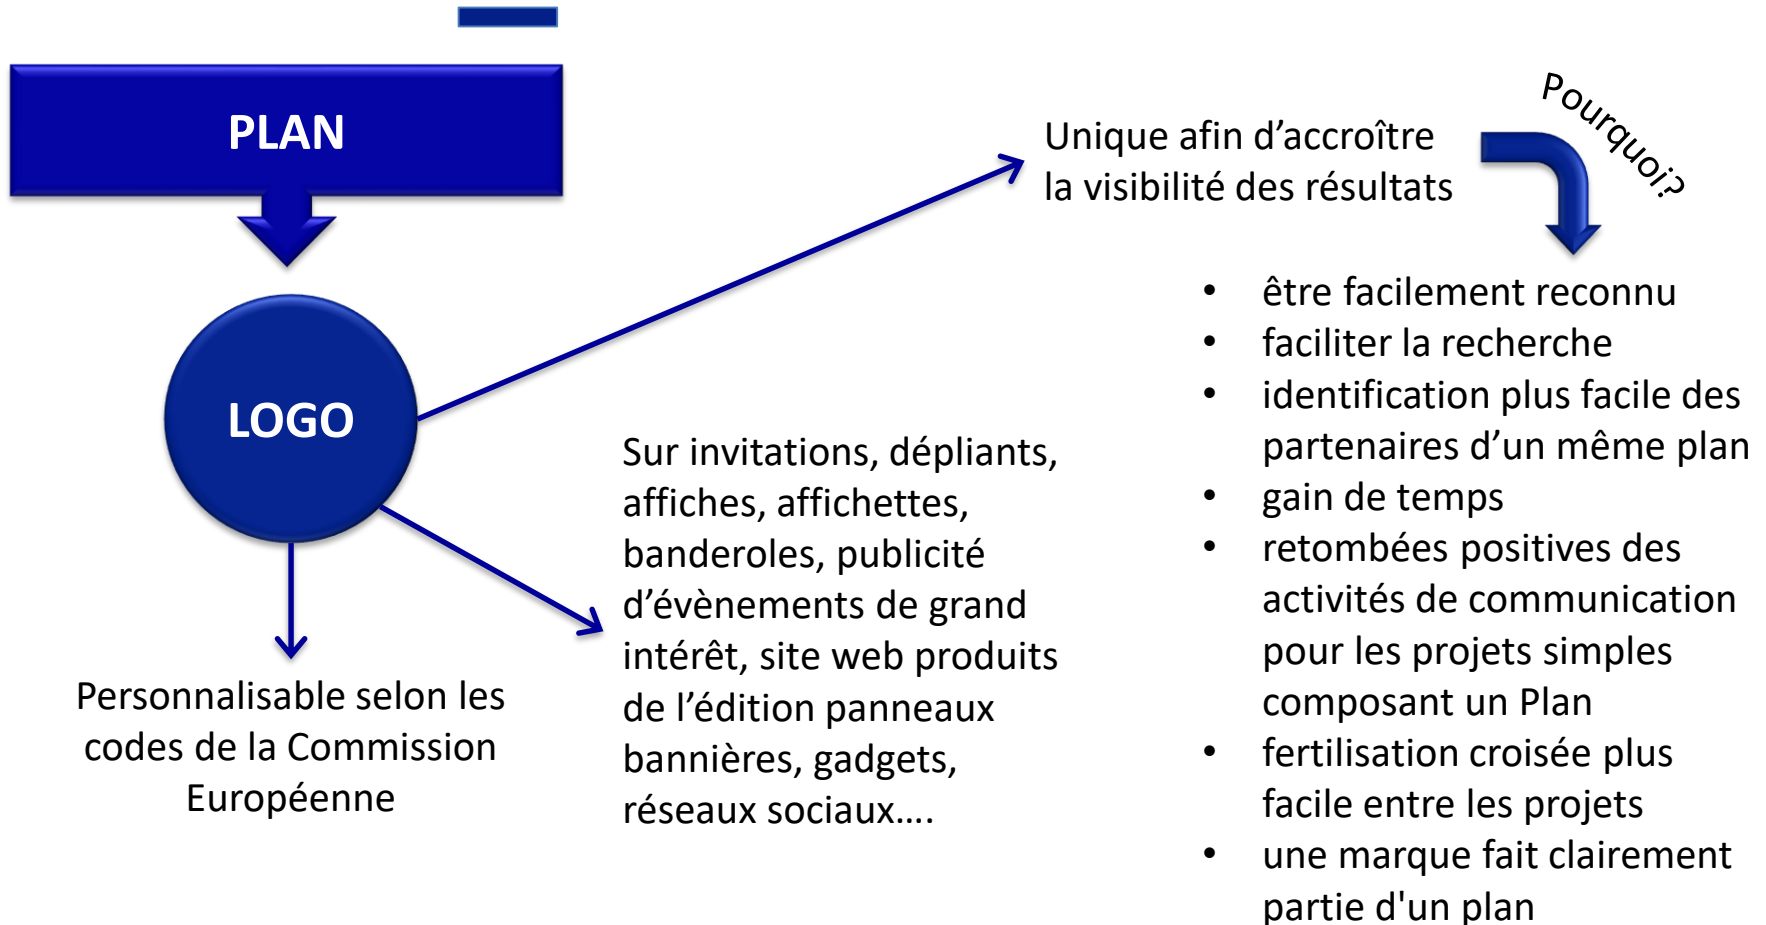 PLAN
LOGO
Unique afin d’accroître
la visibilité des résultats
Pourquoi?
• être facilement reconnu
• faciliter la recherche
• identification plus facile des
partenaires d’un même plan
• gain de temps
• retombées positives des
activités de communication
pour les projets simples
composant un Plan
• fertilisation croisée plus
facile entre les projets
• une marque fait clairement
partie d'un plan
Sur invitations, dépliants,
affiches, affichettes,
banderoles, publicité
d’évènements de grand
intérêt, site web produits
de l’édition panneaux
bannières, gadgets,
réseaux sociaux....
Personnalisable selon les
codes de la Commission
Européenne